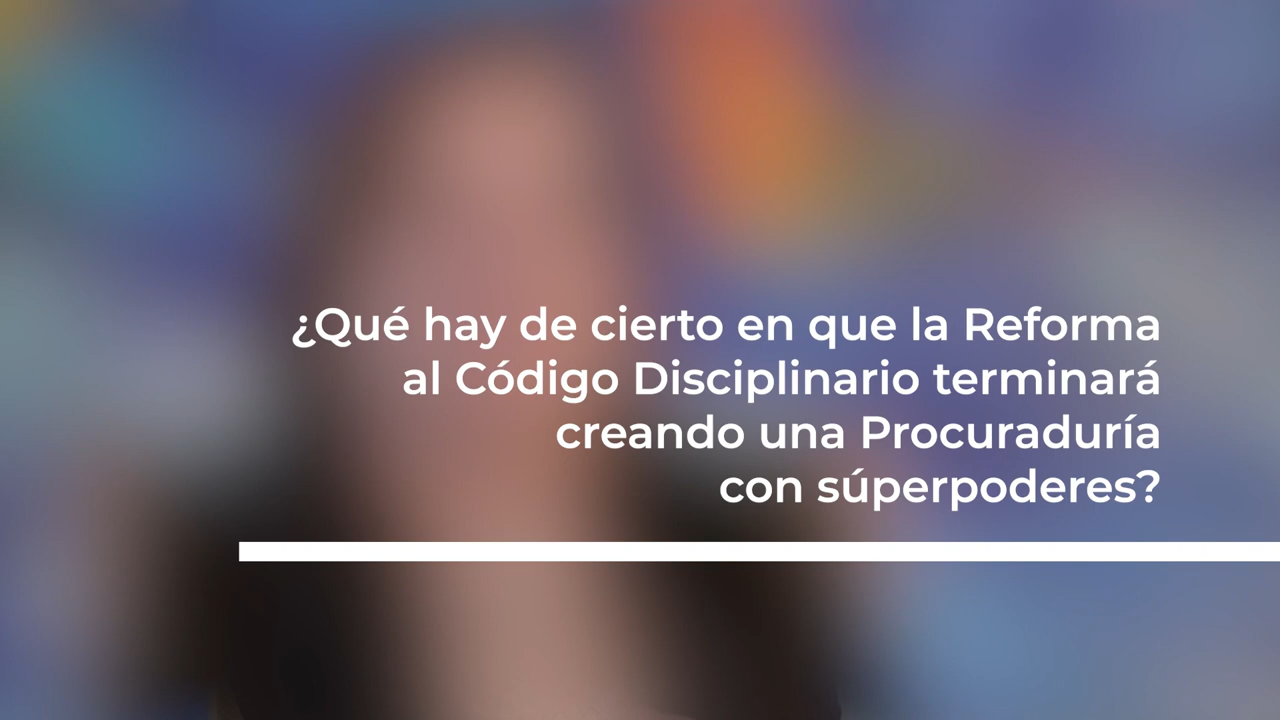 ¿Qué hay de cierto en que la Reforma
al Código Disciplinario terminará
creando una Procuraduría
con súperpoderes?